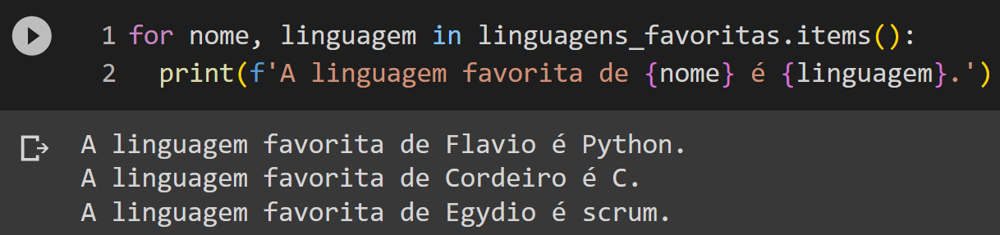 1 for nome, linguagem in linguagens_favoritas.items():
2   print(f'A linguagem favorita de {nome} é {linguagem}.')
A linguagem favorita de Flavio é Python.
A linguagem favorita de Cordeiro é C.
A linguagem favorita de Egydio é scrum.